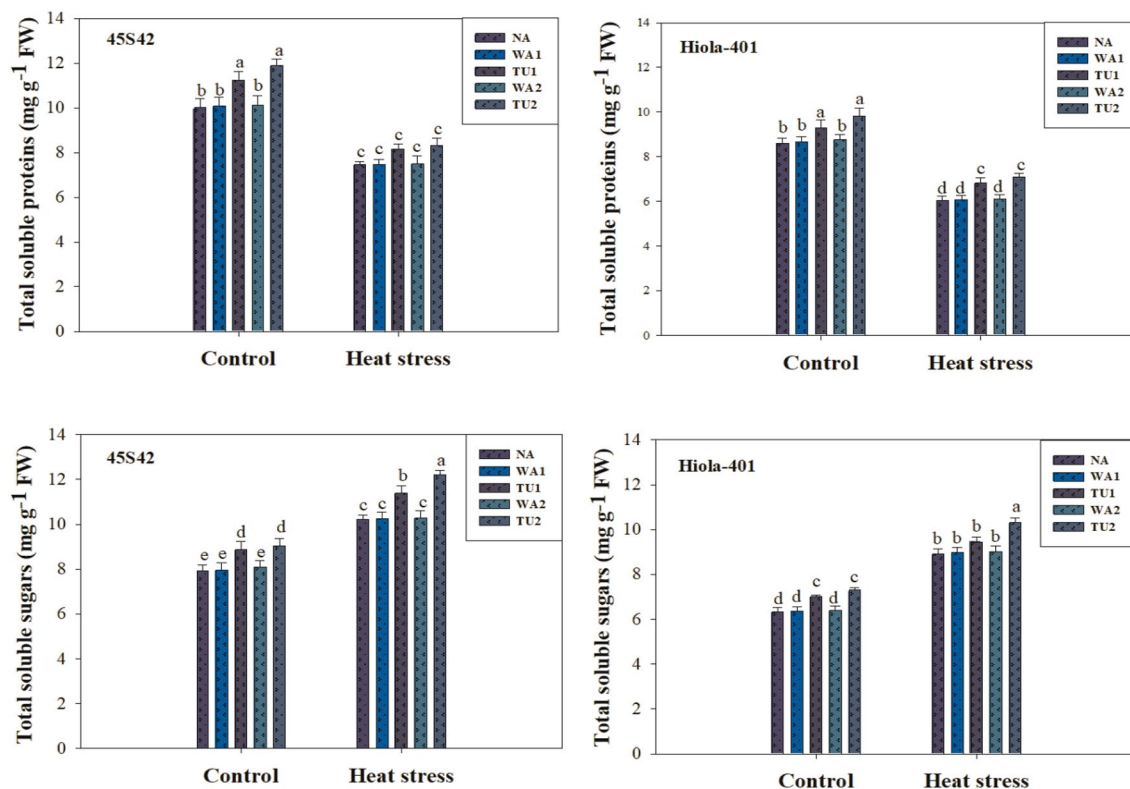 Total soluble proteins (mg g⁻¹ FW)
14
12
10
8
6
4
2
0
45S42
NA
WA1
TU1
WA2
TU2
b b a b a
c c c c c
Control Heat stress
Total soluble proteins (mg g⁻¹ FW)
14
12
10
8
6
4
2
0
Hiola-401
NA
WA1
TU1
WA2
TU2
b b a b a
d d c d c
Control Heat stress
Total soluble sugars (mg g⁻¹ FW)
14
12
10
8
6
4
2
0
45S42
NA
WA1
TU1
WA2
TU2
e e d e d
c c b c a
Control Heat stress
Total soluble sugars (mg g⁻¹ FW)
14
12
10
8
6
4
2
0
Hiola-401
NA
WA1
TU1
WA2
TU2
d d c d c
b b b b a
Control Heat stress